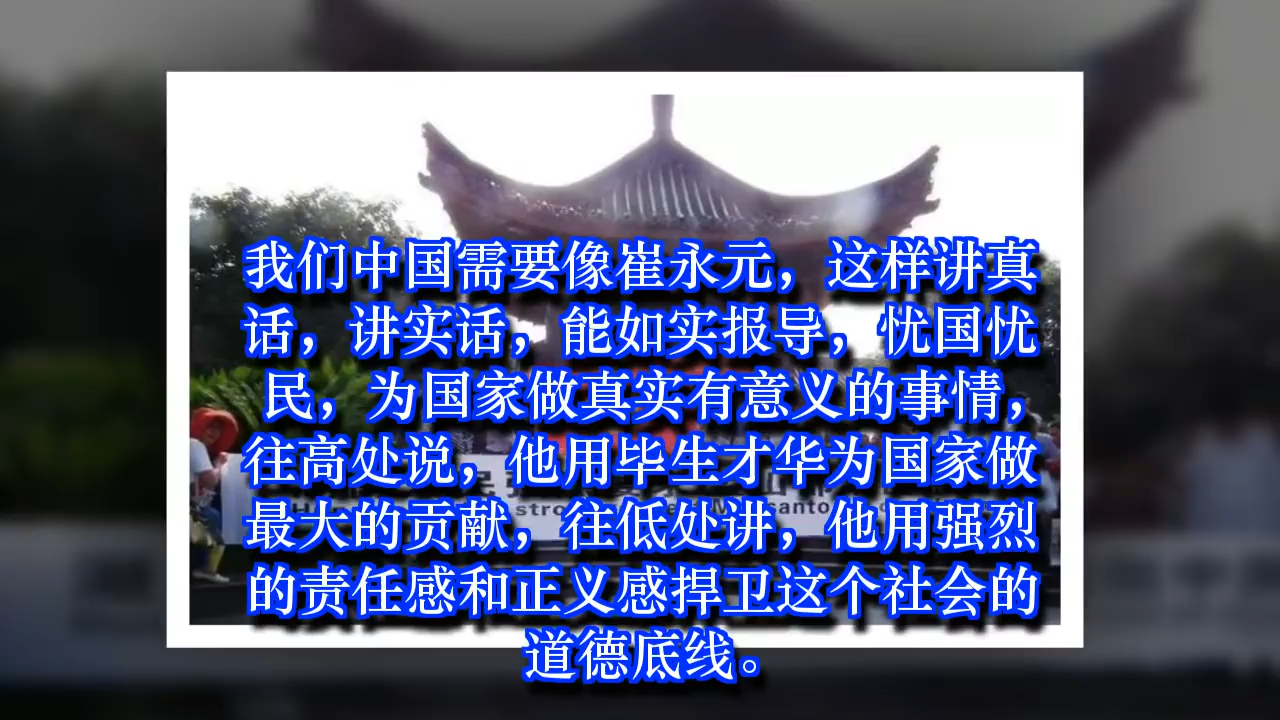 我们中国需要像崔永元，这样讲真
话，讲实话，能如实报导，忧国忧
民，为国家做真实有意义的事情，
往高处说，他用毕生才华为国家做
最大的贡献，往低处讲，他用强烈
的责任感和正义感捍卫这个社会的
道德底线。